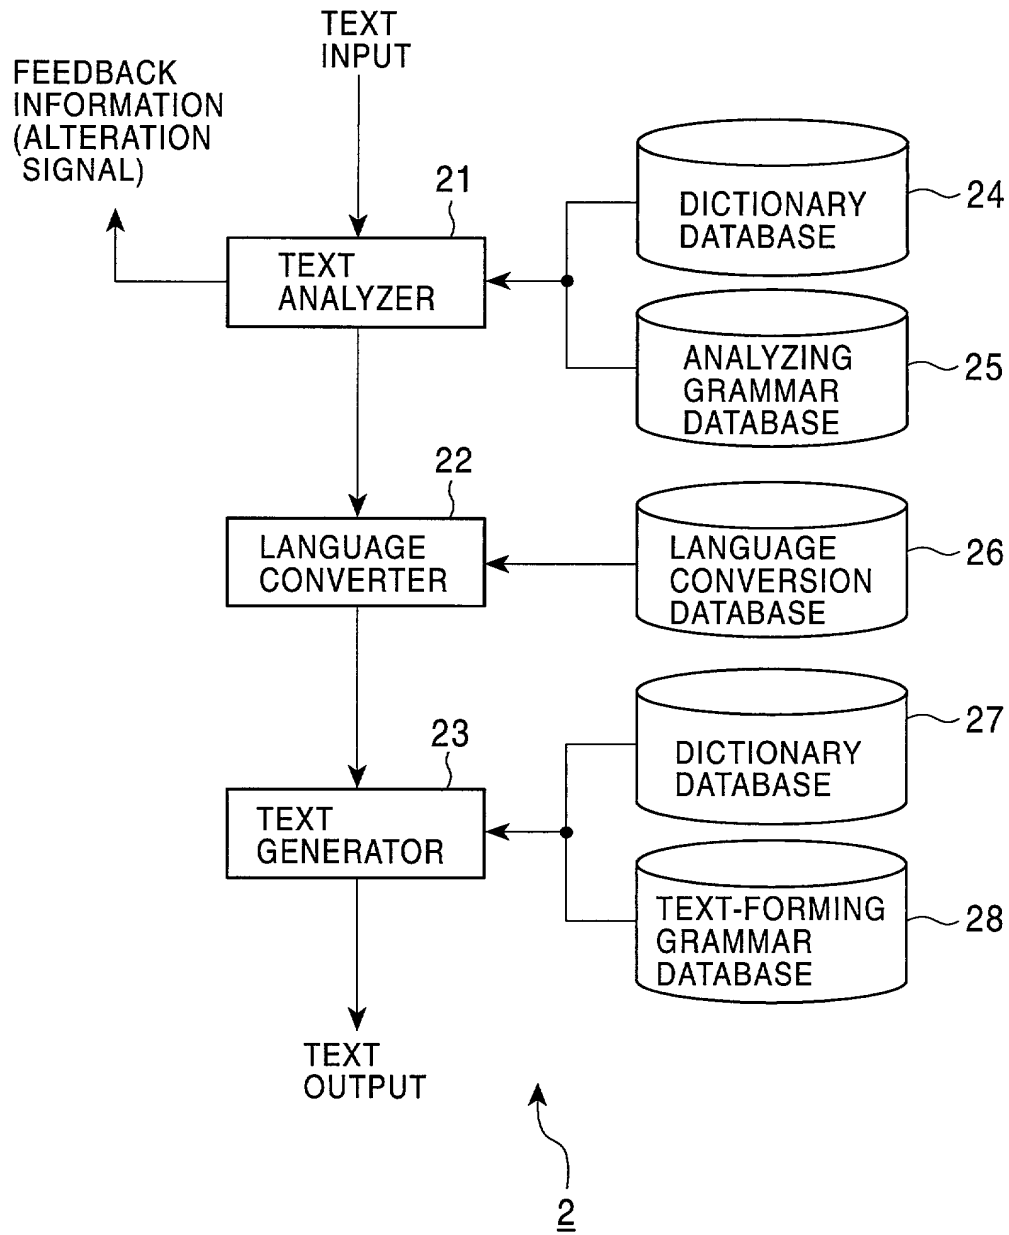 TEXT
INPUT
FEEDBACK
INFORMATION
(ALTERATION
SIGNAL)
21
TEXT
ANALYZER
DICTIONARY
DATABASE
24
ANALYZING
GRAMMAR
DATABASE
25
22
LANGUAGE
CONVERTER
LANGUAGE
CONVERSION
DATABASE
26
23
TEXT
GENERATOR
DICTIONARY
DATABASE
27
TEXT-FORMING
GRAMMAR
DATABASE
28
TEXT
OUTPUT
2